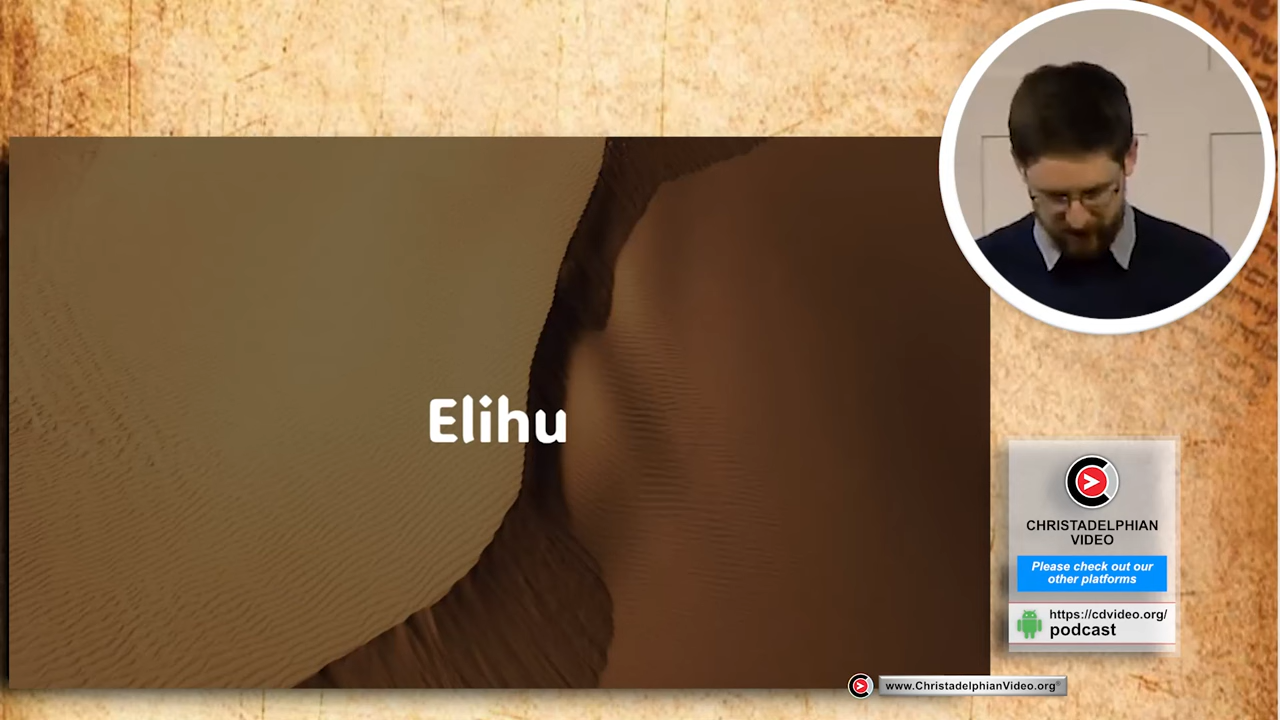 Elihu
CHRISTADELPHIAN
VIDEO
Please check out our
other platforms
https://cdvideo.org/
podcast
www.ChristadelphianVideo.org